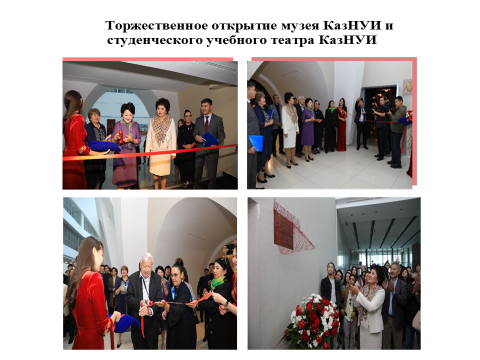 Торжественное открытие музея КазНУИ и
студенческого учебного театра КазНУИ